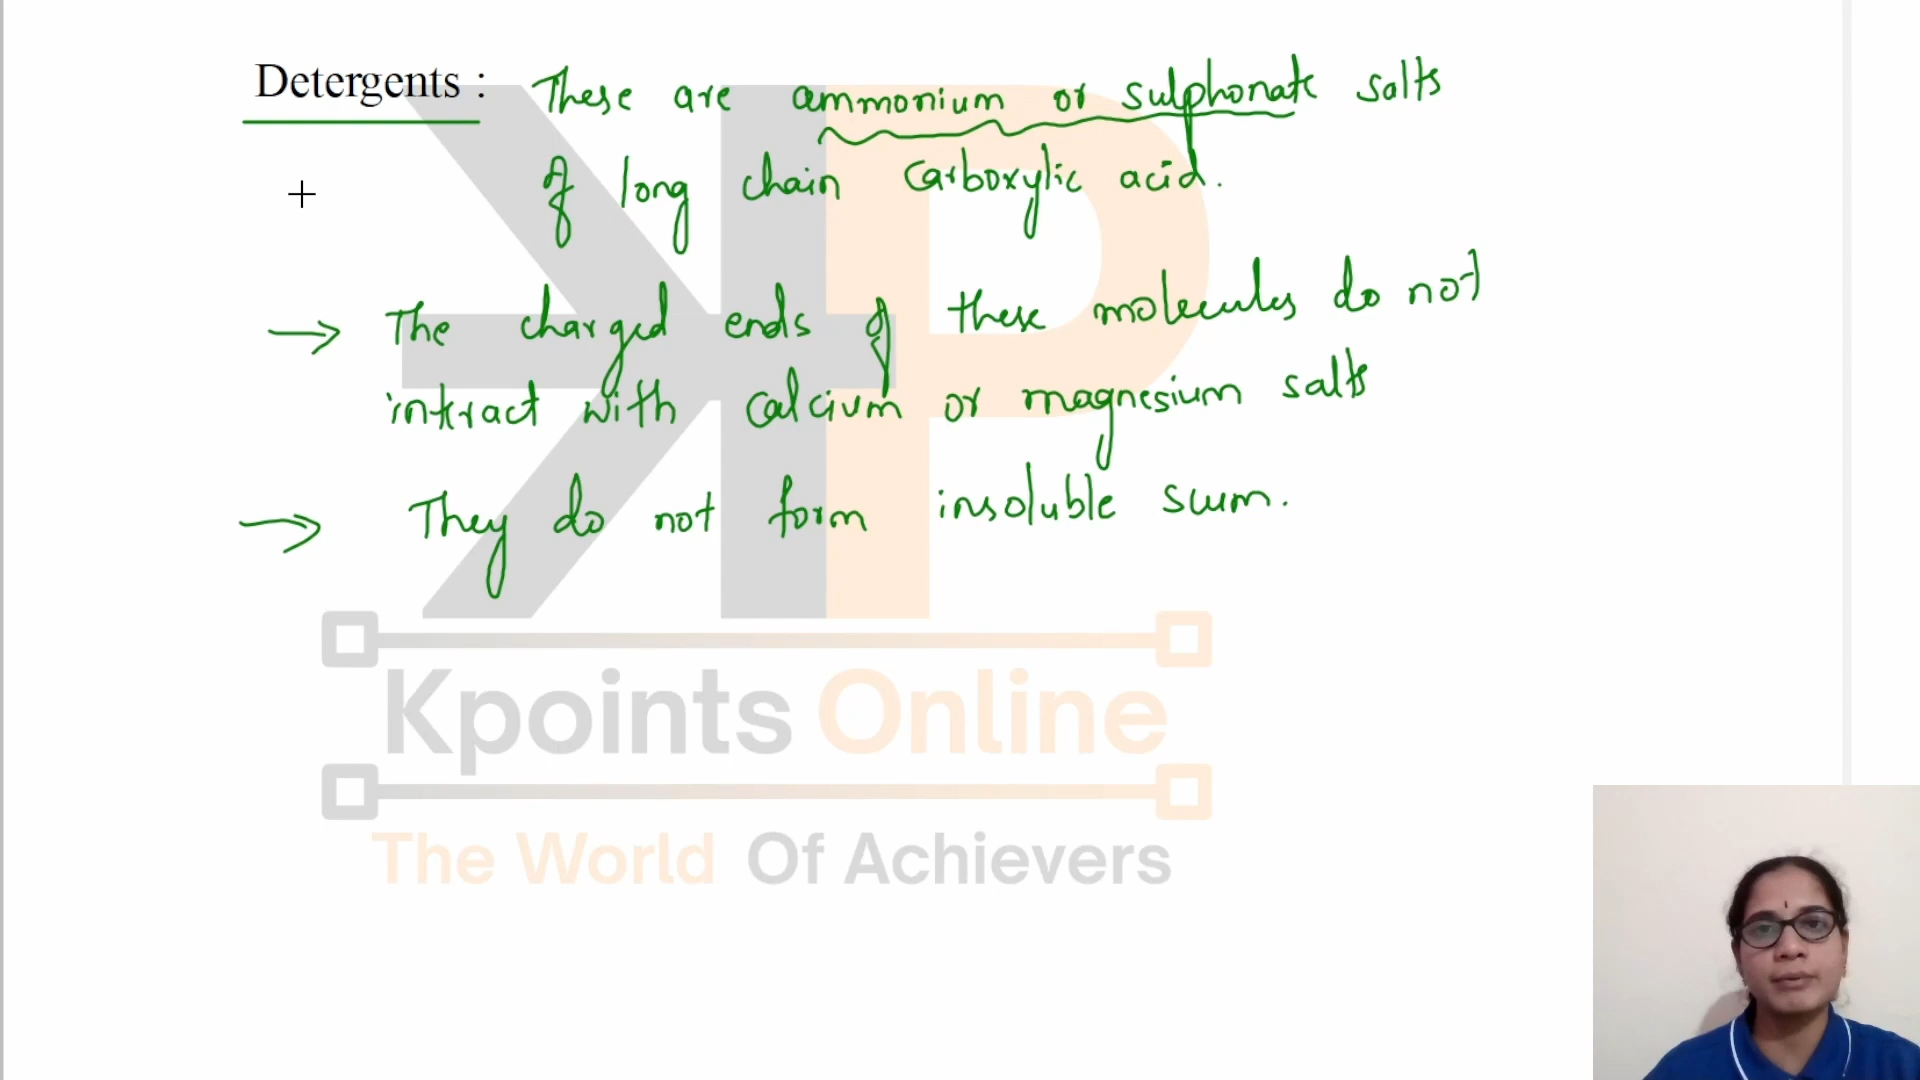 Detergents : These are ammonium or sulphonate salts
of long chain carboxylic acid.
→ The charged ends of these molecules do not
interact with calcium or magnesium salts
→ They do not form insoluble scum.
KP
Kpoints Online
The World Of Achievers